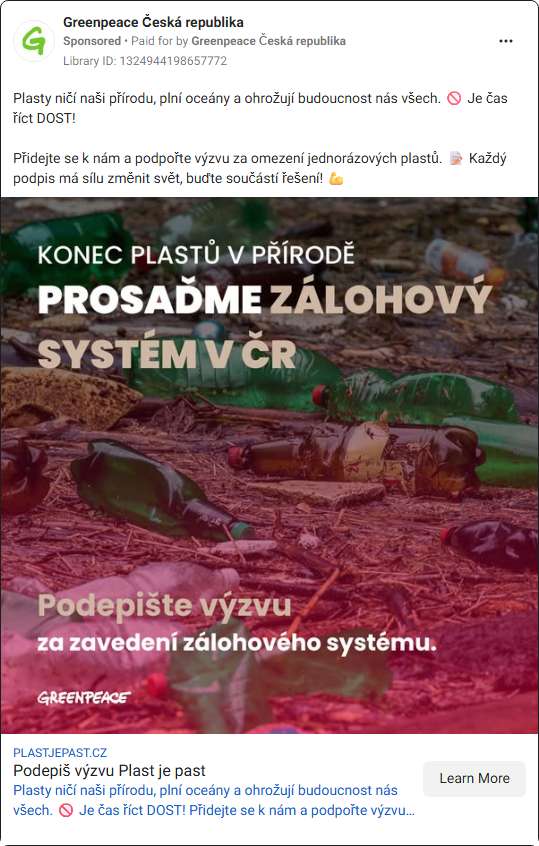 Greenpeace Česká republika
Sponsored • Paid for by Greenpeace Česká republika
Library ID: 1324944198657772
Plasty ničí naši přírodu, plní oceány a ohrožují budoucnost nás všech. 🚫 Je čas
říct DOST!
Přidejte se k nám a podpořte výzvu za omezení jednorázových plastů. 📝 Každý
podpis má sílu změnit svět, buďte součástí řešení! 💪
KONEC PLASTŮ V PŘÍRODĚ
PROSAĎME ZÁLOHOVÝ
SYSTÉM V ČR
Podepište výzvu
za zavedení zálohového systému.
GREENPEACE
PLASTJEPAST.CZ
Podepiš výzvu Plast je past
Plasty ničí naši přírodu, plní oceány a ohrožují budoucnost nás
všech. 🚫 Je čas říct DOST! Přidejte se k nám a podpořte výzvu...
Learn More